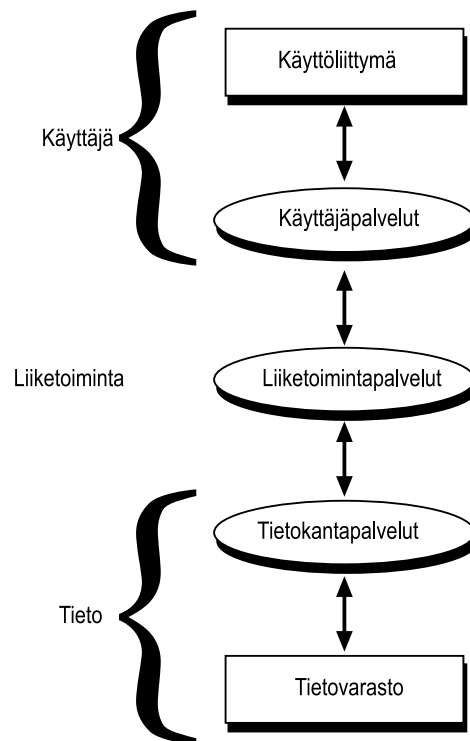 Käyttöliittymä
Käyttäjä
Käyttäjäpalvelut
Liiketoiminta
Liiketoimintapalvelut
Tietokantapalvelut
Tieto
Tietovarasto